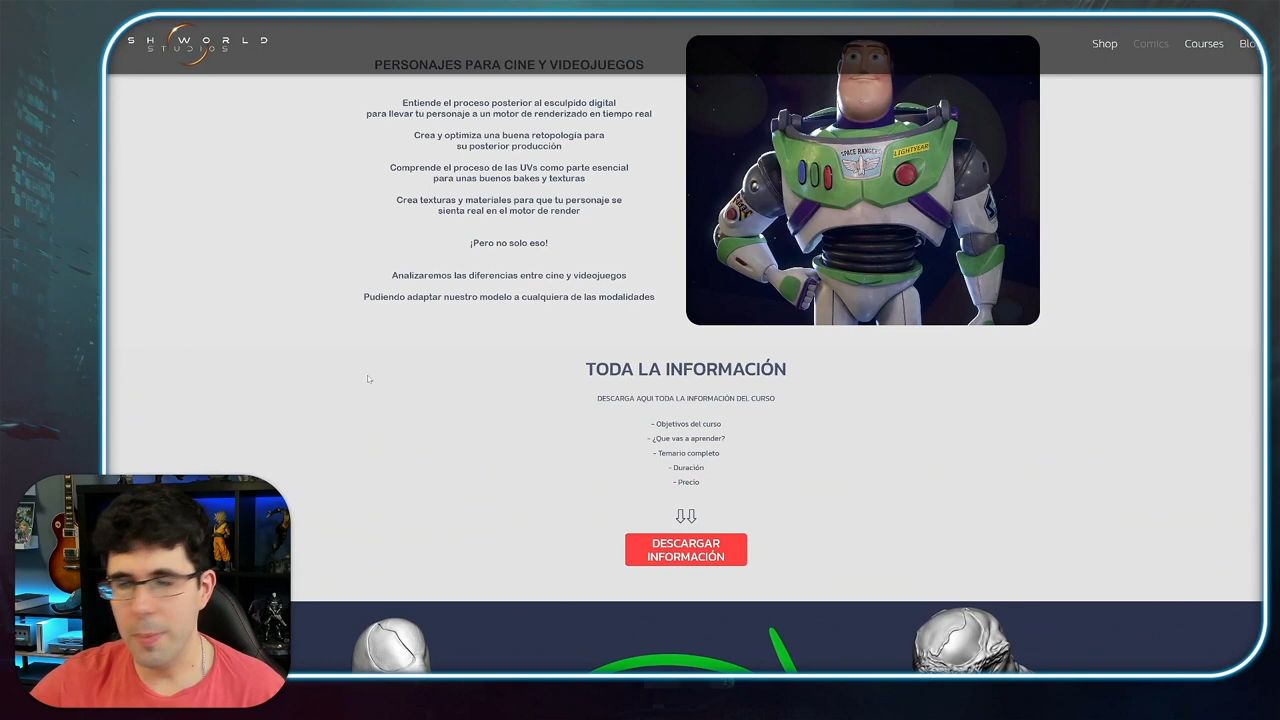 SH WORLD
STUDIOS
Shop Comics Courses Blo
PERSONAJES PARA CINE Y VIDEOJUEGOS
Entiende el proceso posterior al esculpido digital
para llevar tu personaje a un motor de renderizado en tiempo real
Crea y optimiza una buena retopología para
su posterior producción
Comprende el proceso de las UVs como parte esencial
para unas buenos bakes y texturas
Crea texturas y materiales para que tu personaje se
sienta real en el motor de render
¡Pero no solo eso!
Analizaremos las diferencias entre cine y videojuegos
Pudiendo adaptar nuestro modelo a cualquiera de las modalidades
SPACE RANGER
LIGHTYEAR
TODA LA INFORMACIÓN
DESCARGA AQUI TODA LA INFORMACIÓN DEL CURSO
- Objetivos del curso
- ¿Que vas a aprender?
- Temario completo
- Duración
- Precio
DESCARGAR
INFORMACIÓN